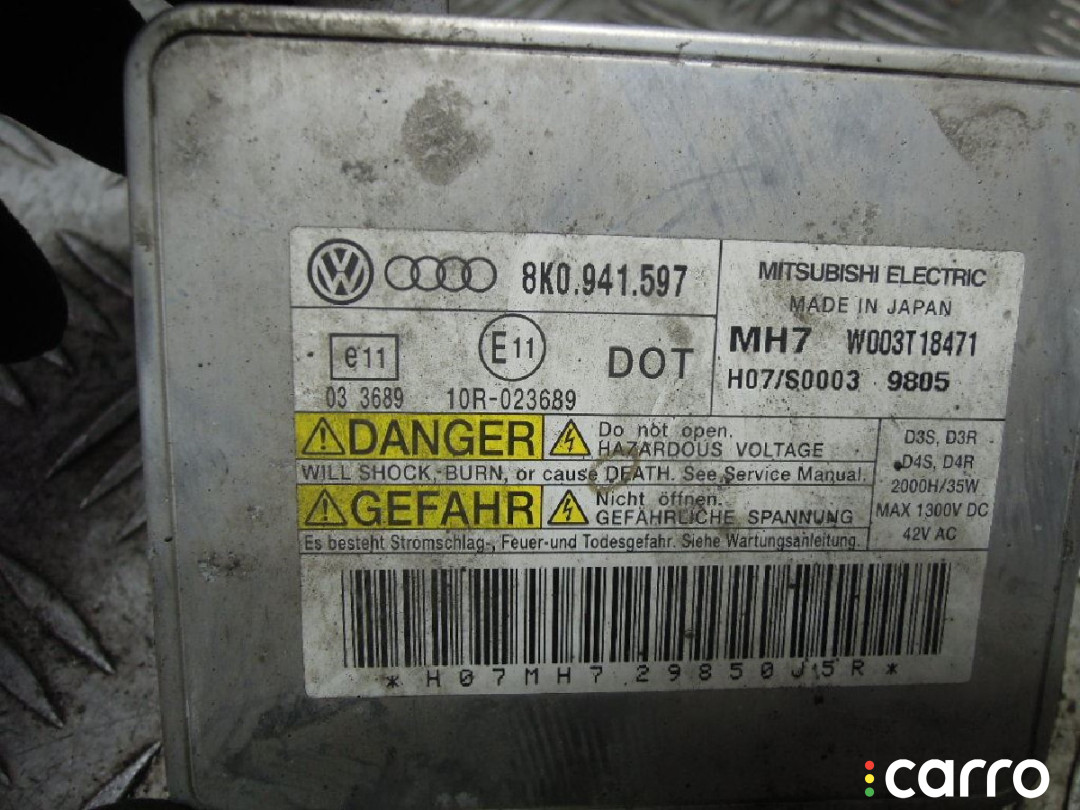 VW 8K0.941.597
e11 E11 DOT
03 3689 10R-023689
MITSUBISHI ELECTRIC
MADE IN JAPAN
MH7 W003T18471
H07/S0003 9805
DANGER
Do not open.
HAZARDOUS VOLTAGE
WILL SHOCK, BURN, or cause DEATH. See Service Manual.
GEFAHR
Nicht öffnen.
GEFÄHRLICHE SPANNUNG
Es besteht Stromschlag-, Feuer-und Todesgefahr. Siehe Wartungsanleitung.
D3S, D3R
D4S, D4R
2000H/35W
MAX 1300V DC
42V AC
*H07MH729850J5R*
carro